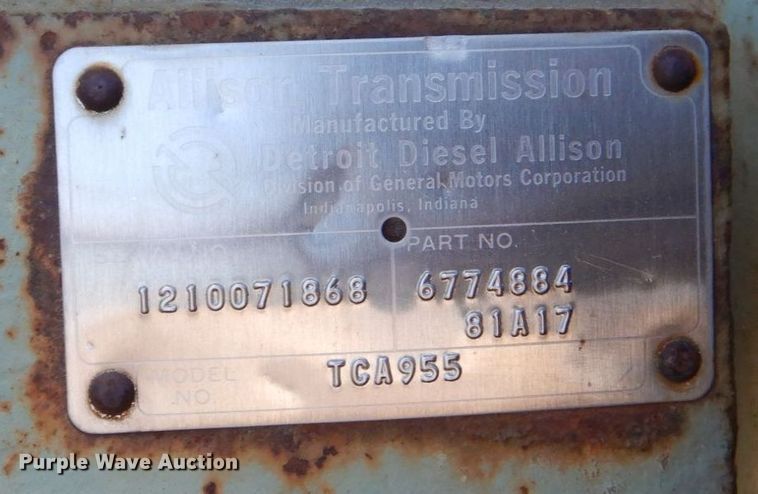 Allison Transmission
Manufactured By
Detroit Diesel Allison
Division of General Motors Corporation
Indianapolis, Indiana
NO.
PART NO.
1210071868 6774884
81A17
MODEL
NO.
TCA955
Purple Wave Auction